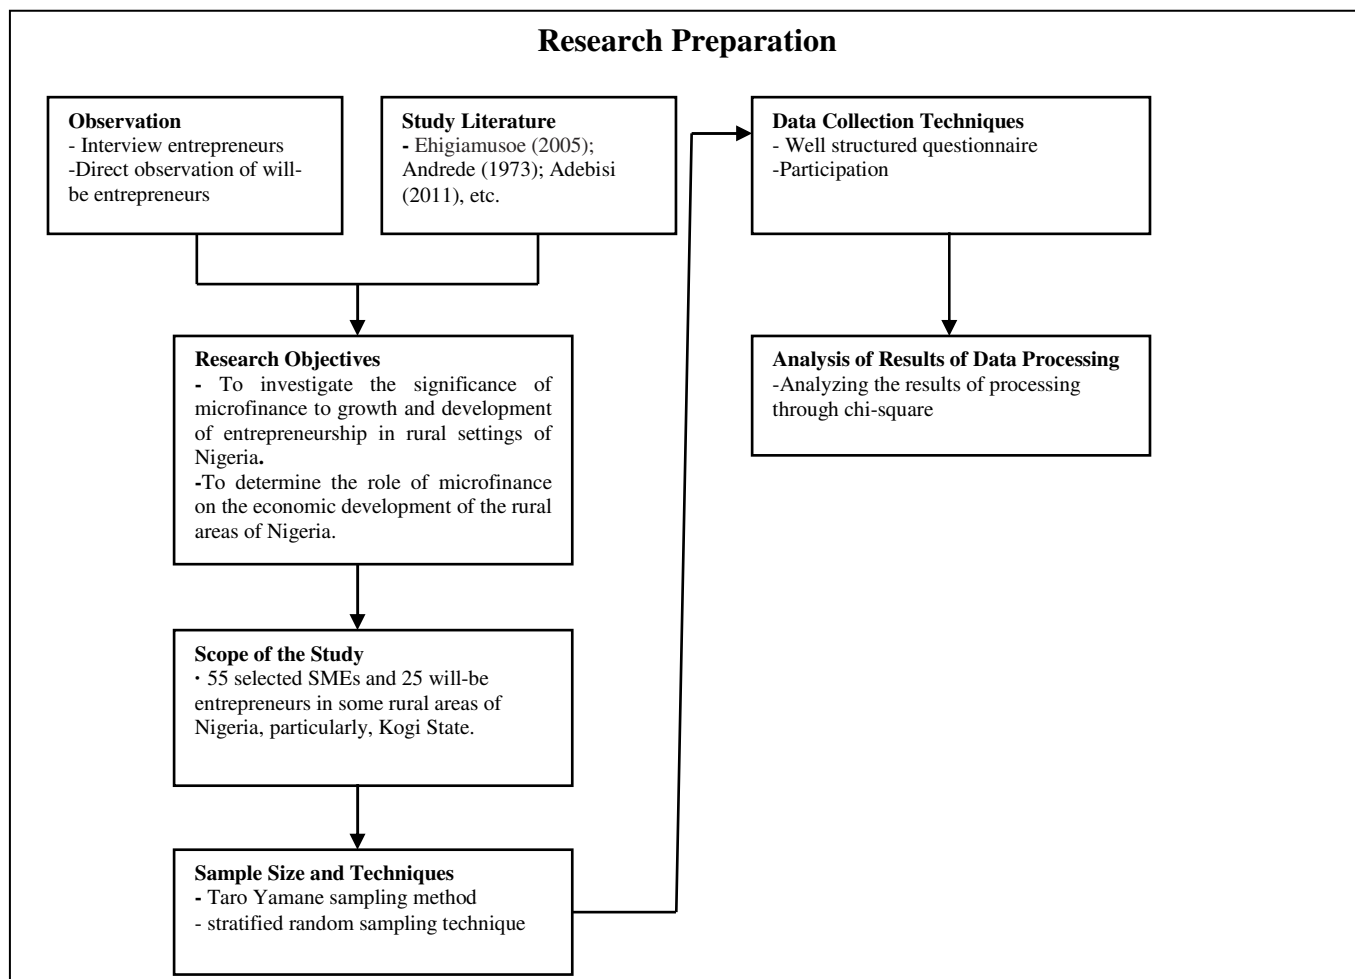 Research Preparation
Observation
- Interview entrepreneurs
-Direct observation of will-
be entrepreneurs
Study Literature
- Ehigiamusoe (2005);
Andrede (1973); Adebisi
(2011), etc.
Research Objectives
- To investigate the significance of
microfinance to growth and development
of entrepreneurship in rural settings of
Nigeria.
-To determine the role of microfinance
on the economic development of the rural
areas of Nigeria.
Scope of the Study
· 55 selected SMEs and 25 will-be
entrepreneurs in some rural areas of
Nigeria, particularly, Kogi State.
Sample Size and Techniques
- Taro Yamane sampling method
- stratified random sampling technique
Data Collection Techniques
- Well structured questionnaire
-Participation
Analysis of Results of Data Processing
-Analyzing the results of processing
through chi-square